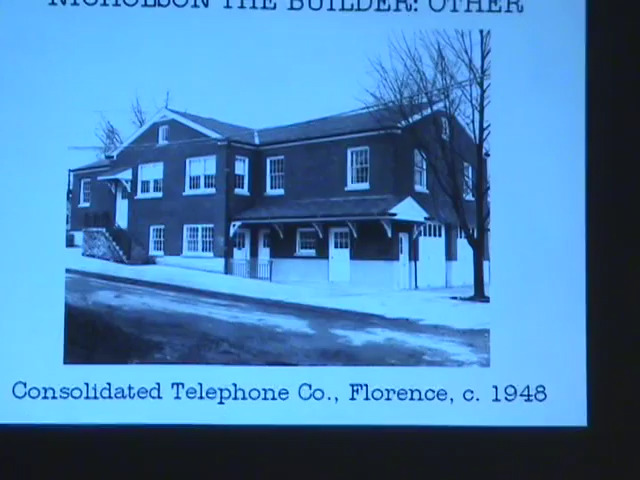 NICHOLSON THE BUILDER: OTHER
Consolidated Telephone Co., Florence, c. 1948